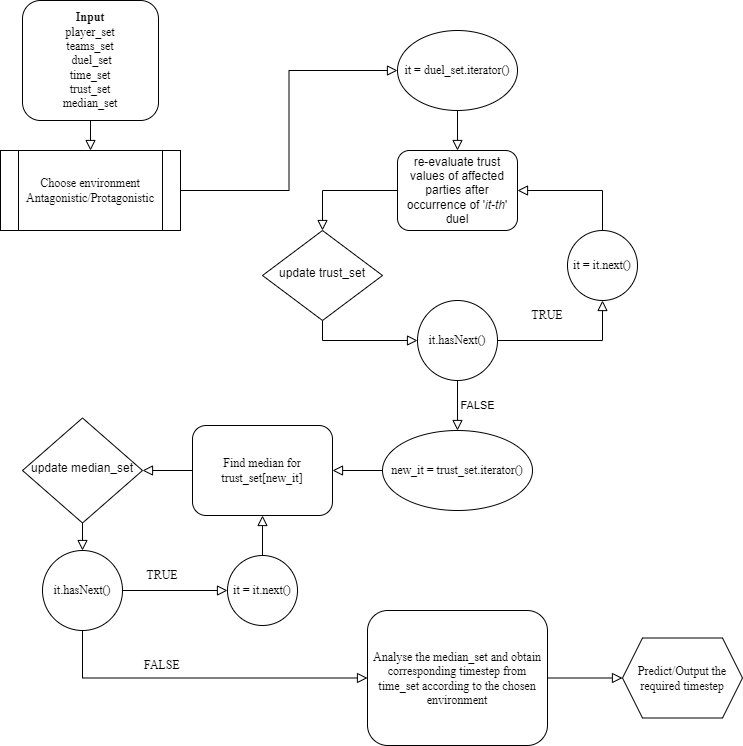 Input
player_set
teams_set
duel_set
time_set
trust_set
median_set
Choose environment
Antagonistic/Protagonistic
it = duel_set.iterator()
re-evaluate trust
values of affected
parties after
occurrence of 'it-th'
duel
update trust_set
it = it.next()
TRUE
it.hasNext()
FALSE
new_it = trust_set.iterator()
Find median for
trust_set[new_it]
update median_set
it.hasNext()
TRUE
it = it.next()
FALSE
Analyse the median_set and obtain
corresponding timestep from
time_set according to the chosen
environment
Predict/Output the
required timestep